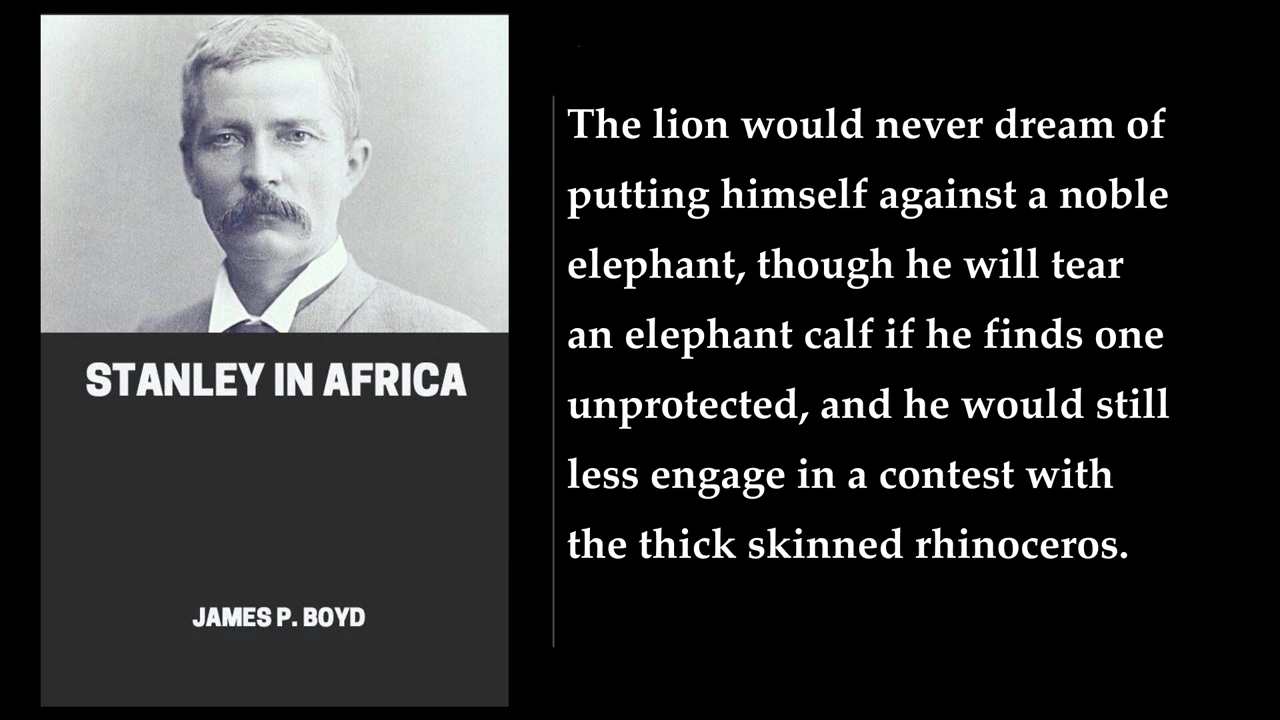 STANLEY IN AFRICA
JAMES P. BOYD
The lion would never dream of
putting himself against a noble
elephant, though he will tear
an elephant calf if he finds one
unprotected, and he would still
less engage in a contest with
the thick skinned rhinoceros.